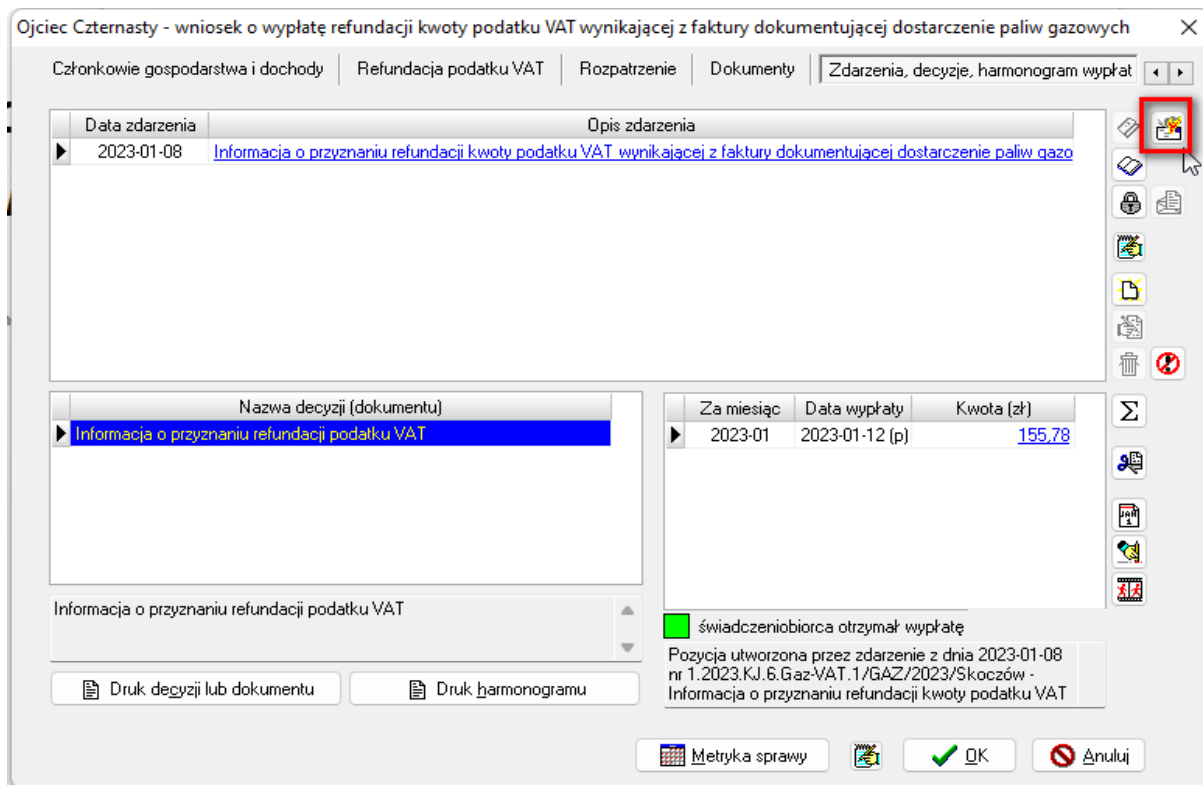 Ojciec Czternasty - wniosek o wypłatę refundacji kwoty podatku VAT wynikającej z faktury dokumentującej dostarczenie paliw gazowych
Członkowie gospodarstwa i dochody Refundacja podatku VAT Rozpatrzenie Dokumenty Zdarzenia, decyzje, harmonogram wypłat
Data zdarzenia Opis zdarzenia
2023-01-08 Informacja o przyznaniu refundacji kwoty podatku VAT wynikającej z faktury dokumentującej dostarczenie paliw gazo
Nazwa decyzji (dokumentu)
Informacja o przyznaniu refundacji podatku VAT
Za miesiąc Data wypłaty Kwota (zł)
2023-01 2023-01-12 (p) 155,78
Informacja o przyznaniu refundacji podatku VAT
świadczeniobiorca otrzymał wypłatę
Pozycja utworzona przez zdarzenie z dnia 2023-01-08
nr 1.2023.KJ.6.Gaz-VAT.1/GAZ/2023/Skoczów -
Informacja o przyznaniu refundacji kwoty podatku VAT
Druk decyzji lub dokumentu Druk harmonogramu
Metryka sprawy OK Anuluj